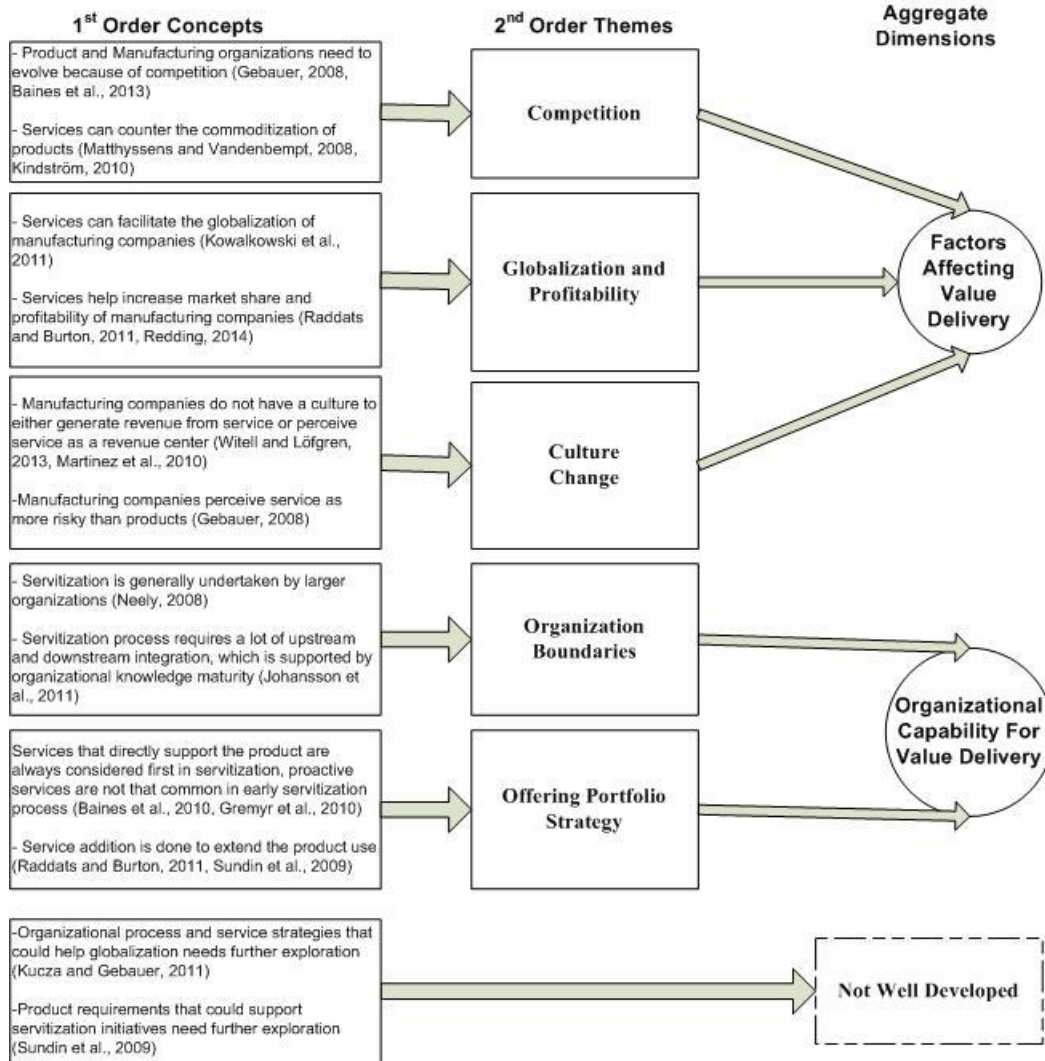 1st Order Concepts
2nd Order Themes
Aggregate
Dimensions
- Product and Manufacturing organizations need to
evolve because of competition (Gebauer, 2008,
Baines et al., 2013)
- Services can counter the commoditization of
products (Matthyssens and Vandenbempt, 2008,
Kindström, 2010)
Competition
- Services can facilitate the globalization of
manufacturing companies (Kowalkowski et al.,
2011)
- Services help increase market share and
profitability of manufacturing companies (Raddats
and Burton, 2011, Redding, 2014)
Globalization and
Profitability
Factors
Affecting
Value
Delivery
- Manufacturing companies do not have a culture to
either generate revenue from service or perceive
service as a revenue center (Witell and Löfgren,
2013, Martinez et al., 2010)
-Manufacturing companies perceive service as
more risky than products (Gebauer, 2008)
Culture
Change
- Servitization is generally undertaken by larger
organizations (Neely, 2008)
- Servitization process requires a lot of upstream
and downstream integration, which is supported by
organizational knowledge maturity (Johansson et
al., 2011)
Organization
Boundaries
Organizational
Capability For
Value Delivery
Services that directly support the product are
always considered first in servitization, proactive
services are not that common in early servitization
process (Baines et al., 2010, Gremyr et al., 2010)
- Service addition is done to extend the product use
(Raddats and Burton, 2011, Sundin et al., 2009)
Offering Portfolio
Strategy
-Organizational process and service strategies that
could help globalization needs further exploration
(Kucza and Gebauer, 2011)
-Product requirements that could support
servitization initiatives need further exploration
(Sundin et al., 2009)
Not Well Developed